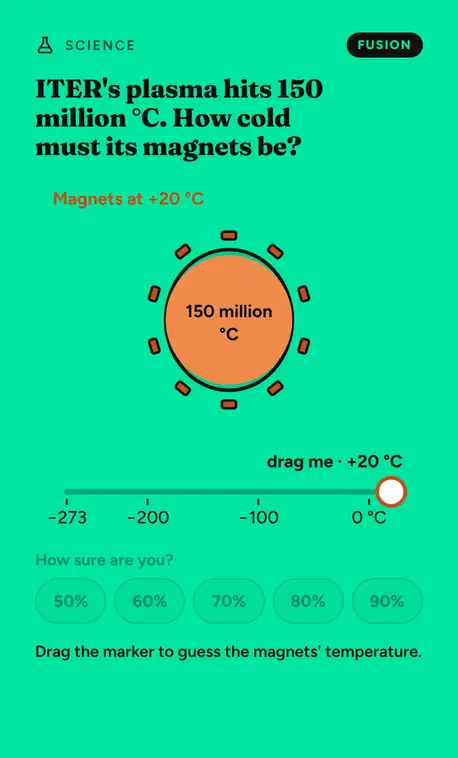 SCIENCE
FUSION
ITER's plasma hits 150
million °C. How cold
must its magnets be?
Magnets at +20 °C
150 million
°C
drag me · +20 °C
−273 −200 −100 0 °C
How sure are you?
50% 60% 70% 80% 90%
Drag the marker to guess the magnets' temperature.